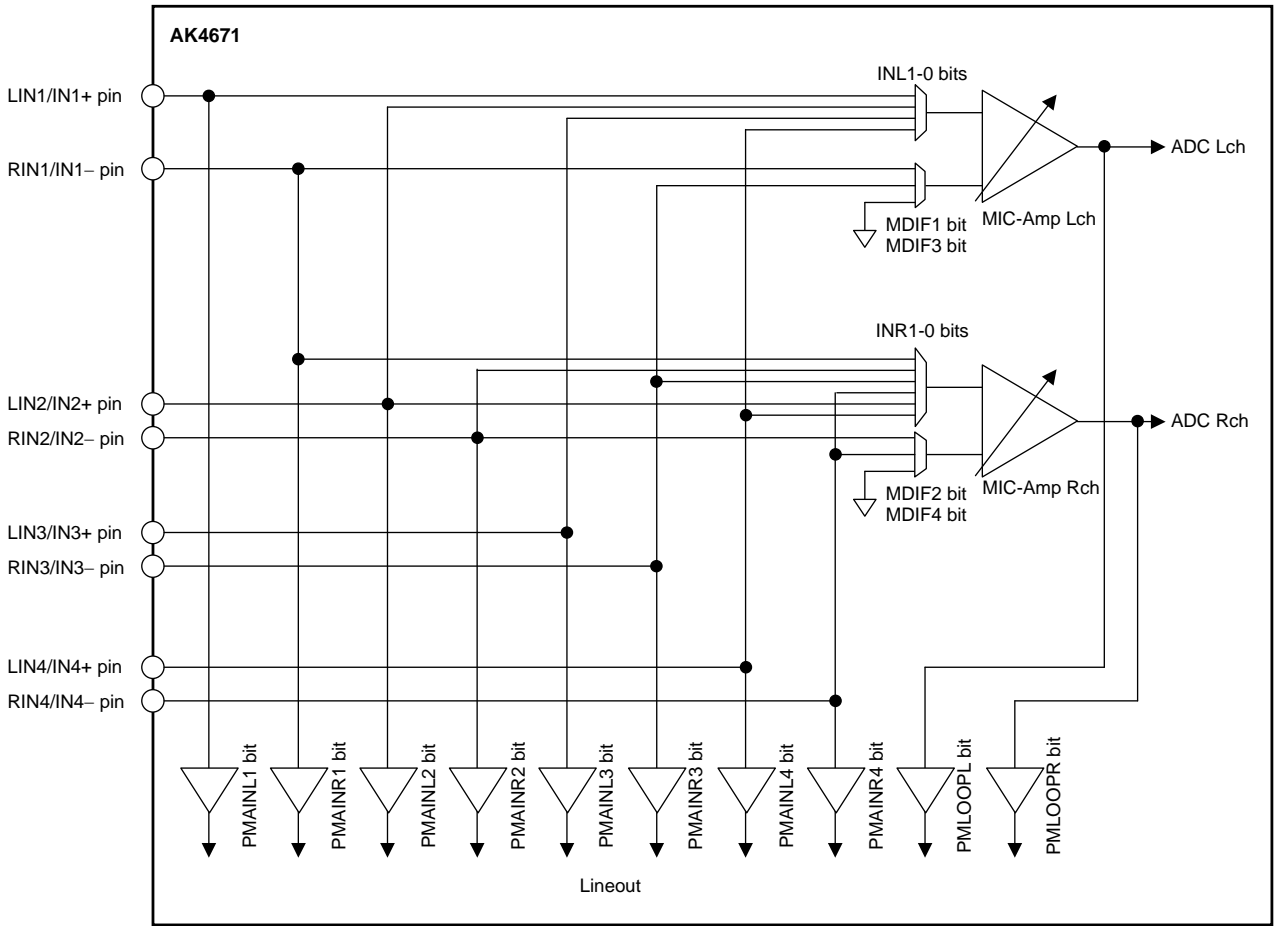 AK4671
INL1-0 bits
LIN1/IN1+ pin
ADC Lch
RIN1/IN1− pin
MIC-Amp Lch
MDIF1 bit
MDIF3 bit
INR1-0 bits
LIN2/IN2+ pin
ADC Rch
RIN2/IN2− pin
MIC-Amp Rch
MDIF2 bit
MDIF4 bit
LIN3/IN3+ pin
RIN3/IN3− pin
LIN4/IN4+ pin
RIN4/IN4− pin
PMAINL1 bit
PMAINR1 bit
PMAINL2 bit
PMAINR2 bit
PMAINL3 bit
PMAINR3 bit
PMAINL4 bit
PMAINR4 bit
PMLOOPL bit
PMLOOPR bit
Lineout